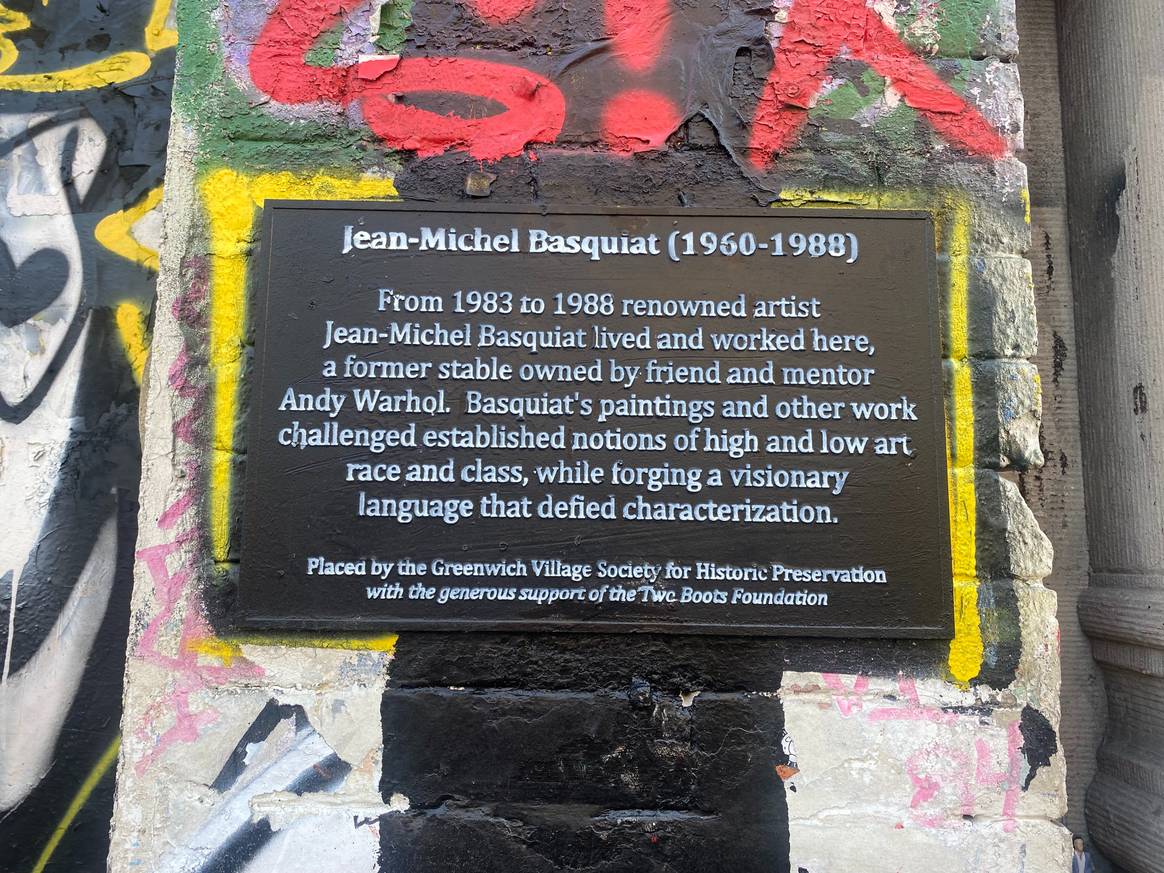 Jean-Michel Basquiat (1960-1988)
From 1983 to 1988 renowned artist
Jean-Michel Basquiat lived and worked here,
a former stable owned by friend and mentor
Andy Warhol. Basquiat's paintings and other work
challenged established notions of high and low art
race and class, while forging a visionary
language that defied characterization.
Placed by the Greenwich Village Society for Historic Preservation
with the generous support of the Two Boots Foundation